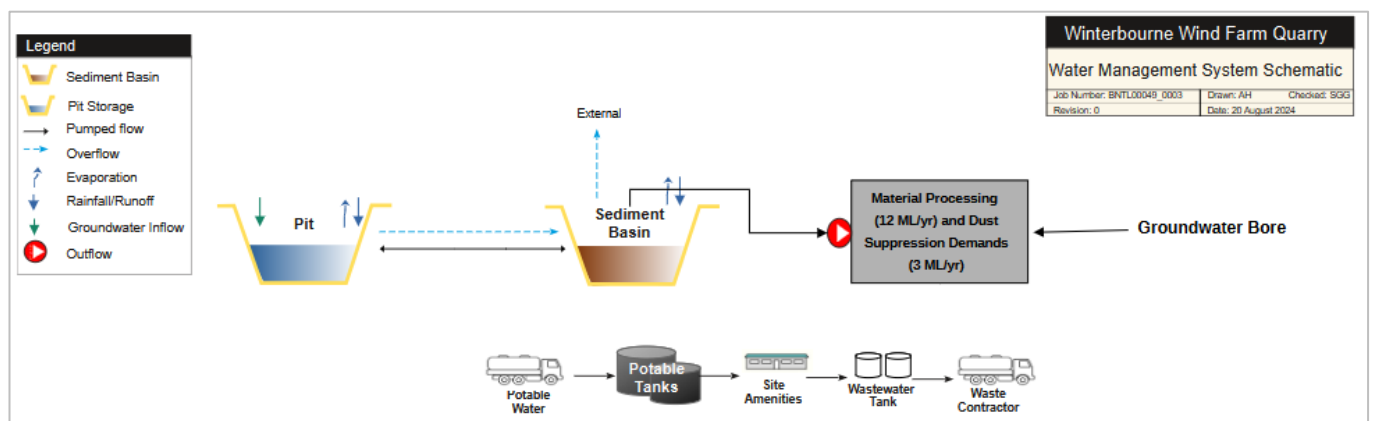 Legend
Sediment Basin
Pit Storage
Pumped flow
Overflow
Evaporation
Rainfall/Runoff
Groundwater Inflow
Outflow
Winterbourne Wind Farm Quarry
Water Management System Schematic
Job Number: BNTL00049_0003 Drawn: AH Checked: SGG
Revision: 0 Date: 20 August 2024
External
Pit
Sediment
Basin
Material Processing
(12 ML/yr) and Dust
Suppression Demands
(3 ML/yr)
Groundwater Bore
Potable
Water
Potable
Tanks
Site
Amenities
Wastewater
Tank
Waste
Contractor